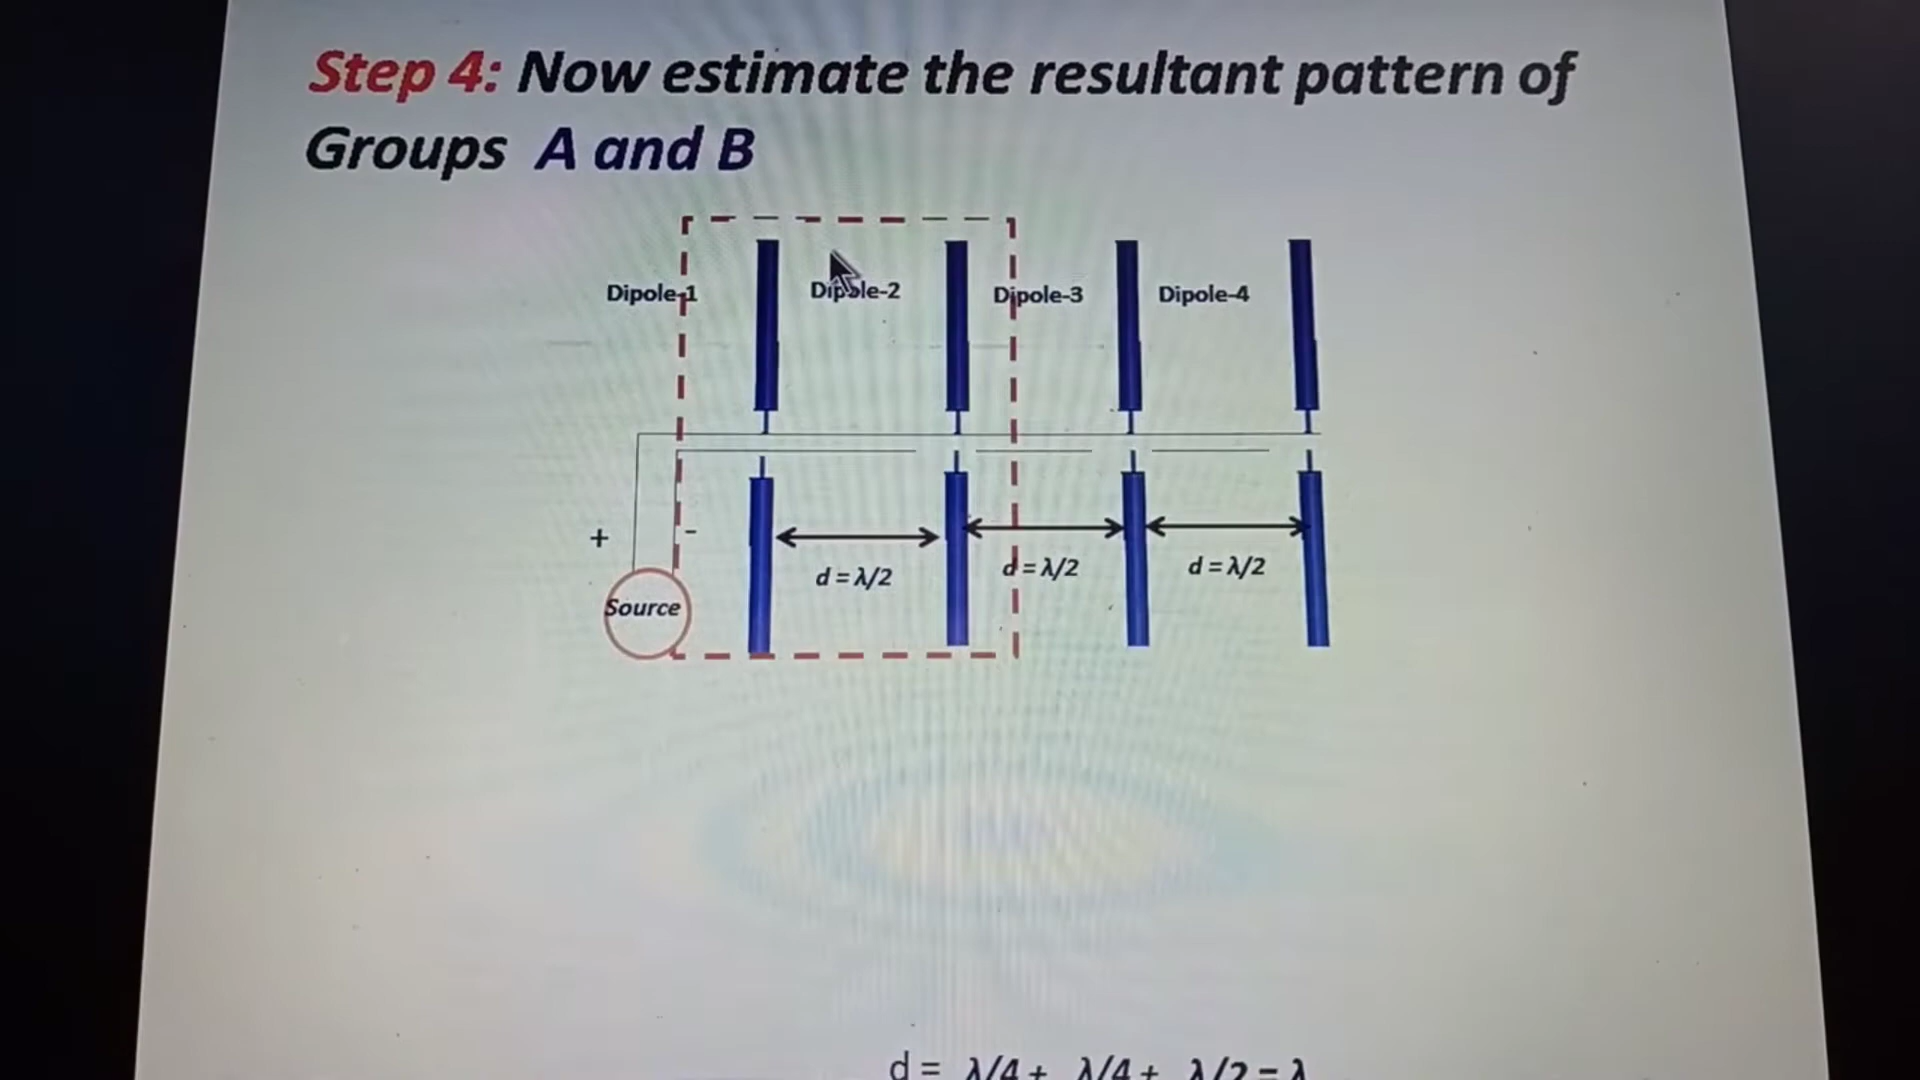 Step 4: Now estimate the resultant pattern of
Groups A and B
Dipole-1 Dipole-2 Dipole-3 Dipole-4
+ -
d = λ/2 d = λ/2 d = λ/2
Source
d = λ/4 + λ/4 + λ/2 = λ